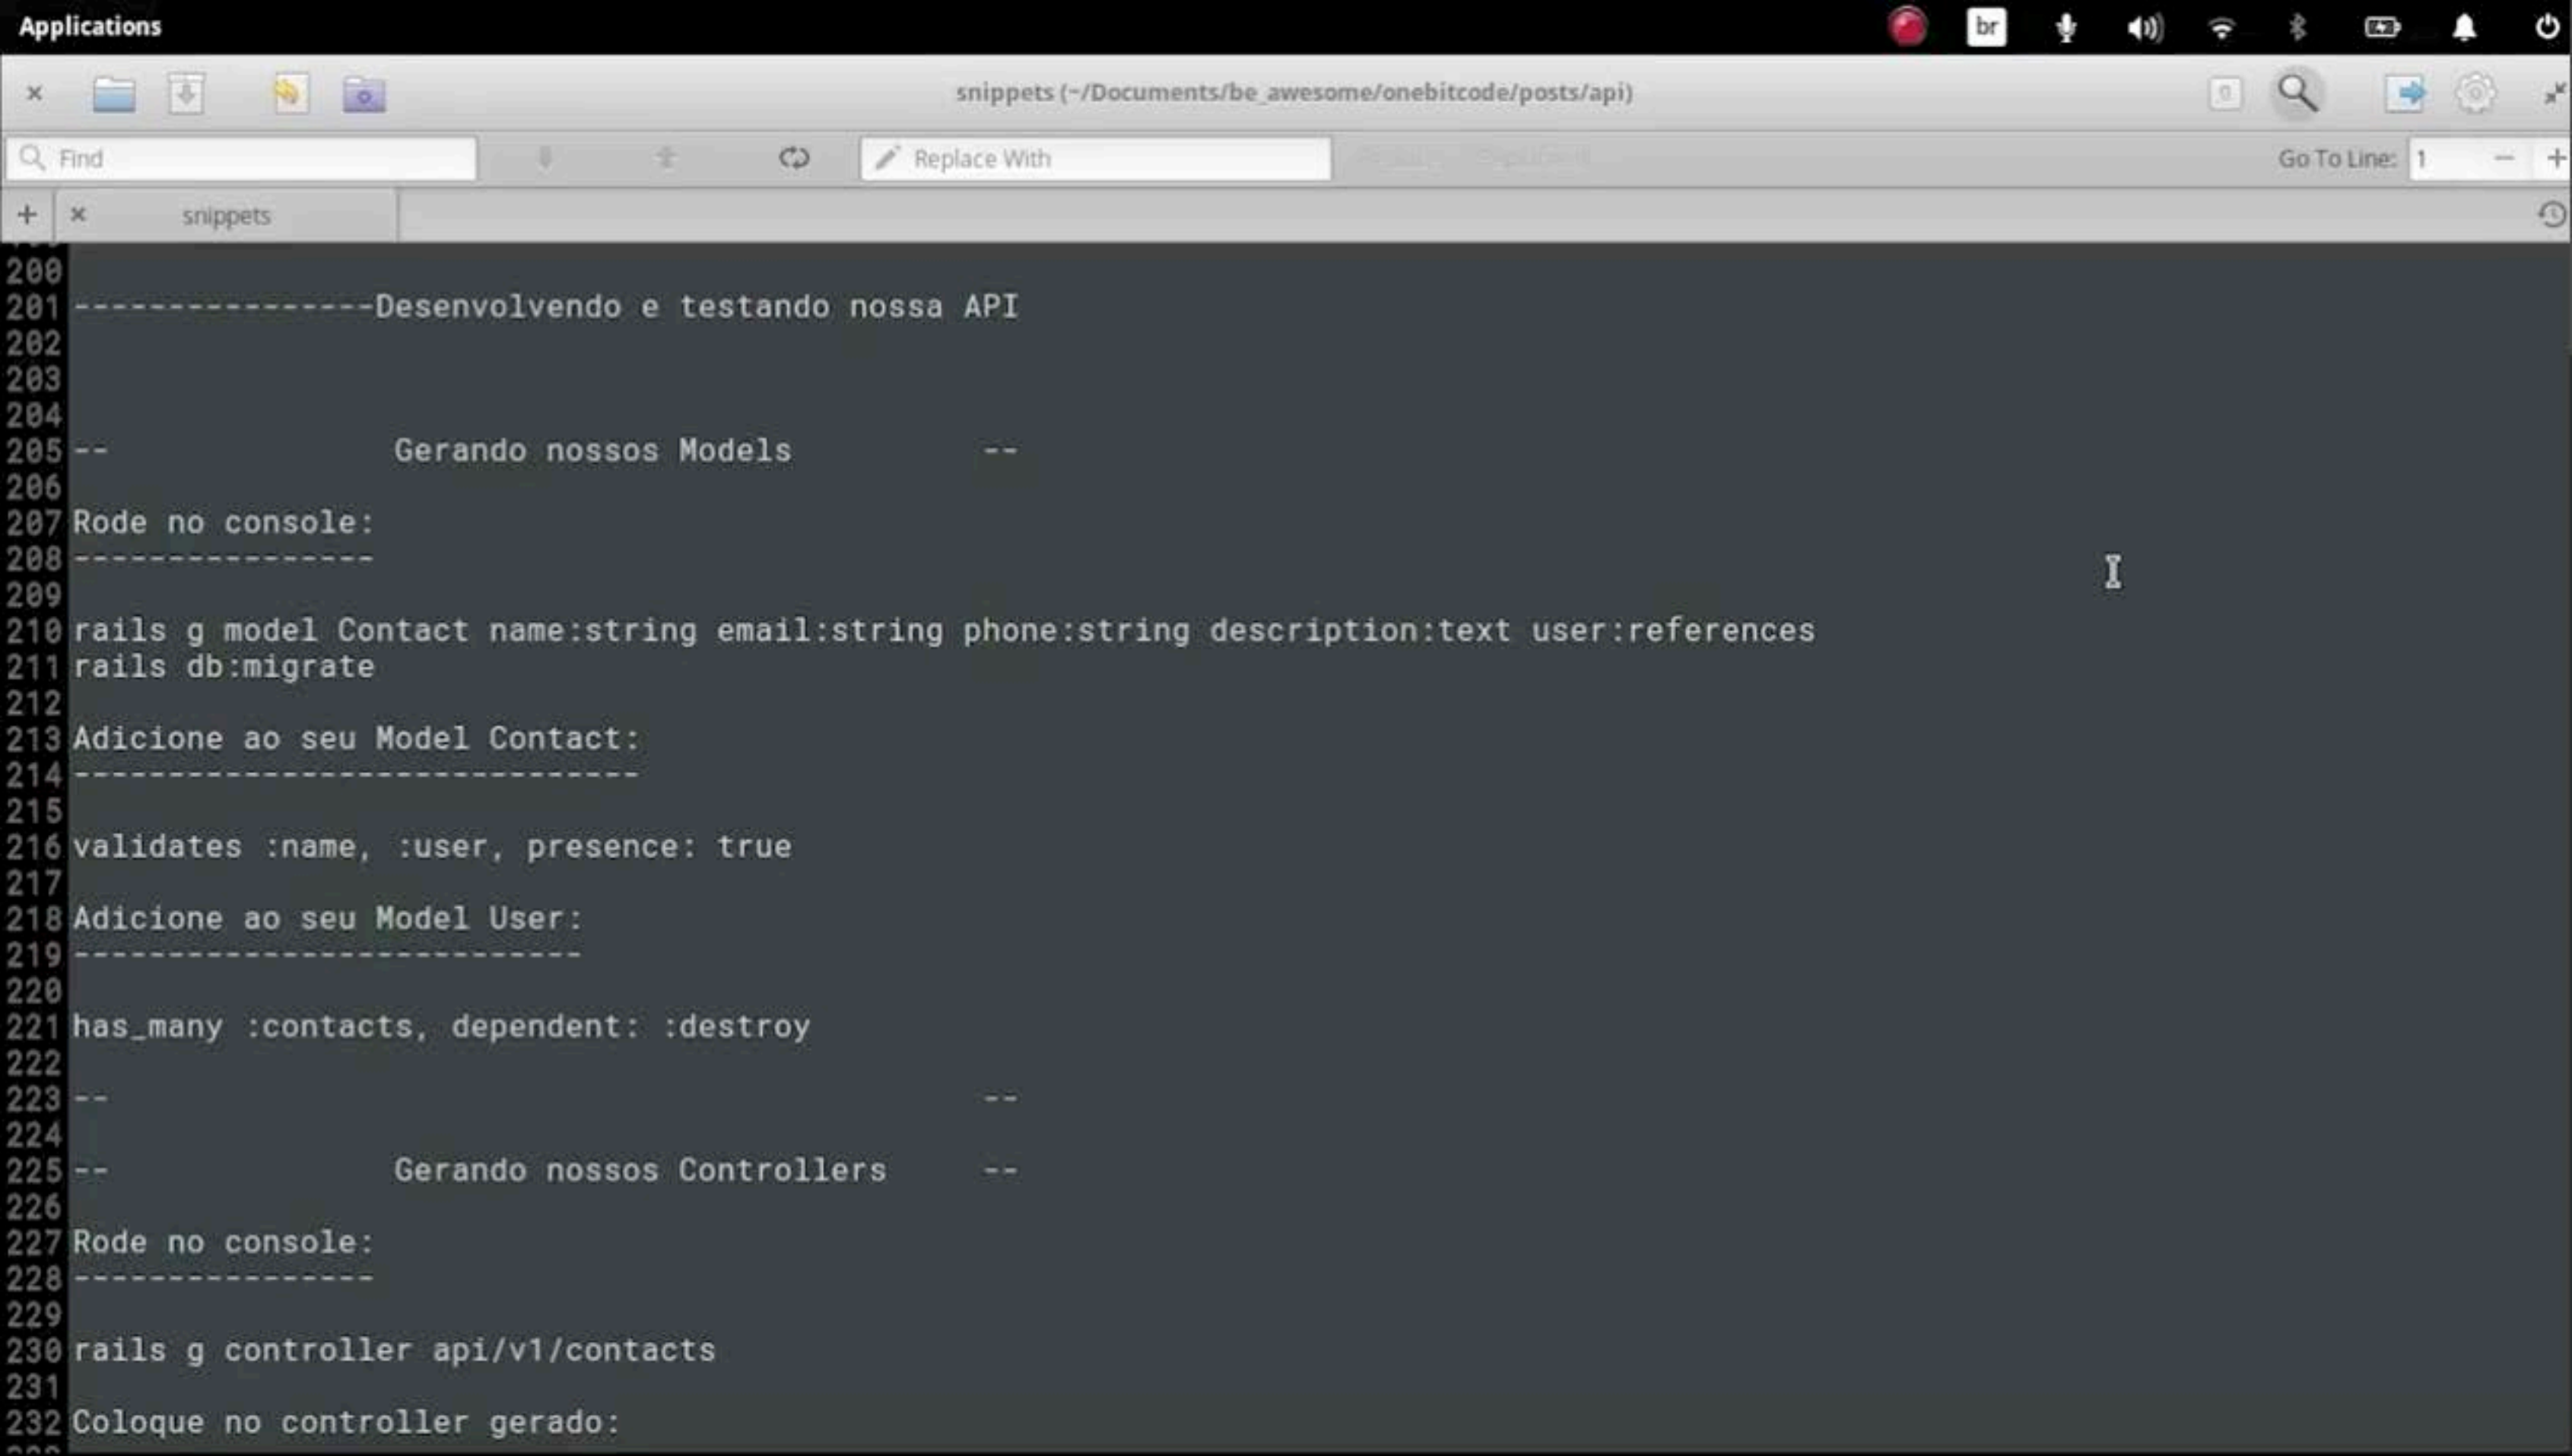 Applications
br
snippets (~/Documents/be_awesome/onebitcode/posts/api)
Find
Replace With
Go To Line: 1
snippets
200
201 ----------------Desenvolvendo e testando nossa API
202
203
204
205 -- Gerando nossos Models --
206
207 Rode no console:
208 ----------------
209
210 rails g model Contact name:string email:string phone:string description:text user:references
211 rails db:migrate
212
213 Adicione ao seu Model Contact:
214 ------------------------------
215
216 validates :name, :user, presence: true
217
218 Adicione ao seu Model User:
219 ---------------------------
220
221 has_many :contacts, dependent: :destroy
222
223 -- --
224
225 -- Gerando nossos Controllers --
226
227 Rode no console:
228 ----------------
229
230 rails g controller api/v1/contacts
231
232 Coloque no controller gerado: